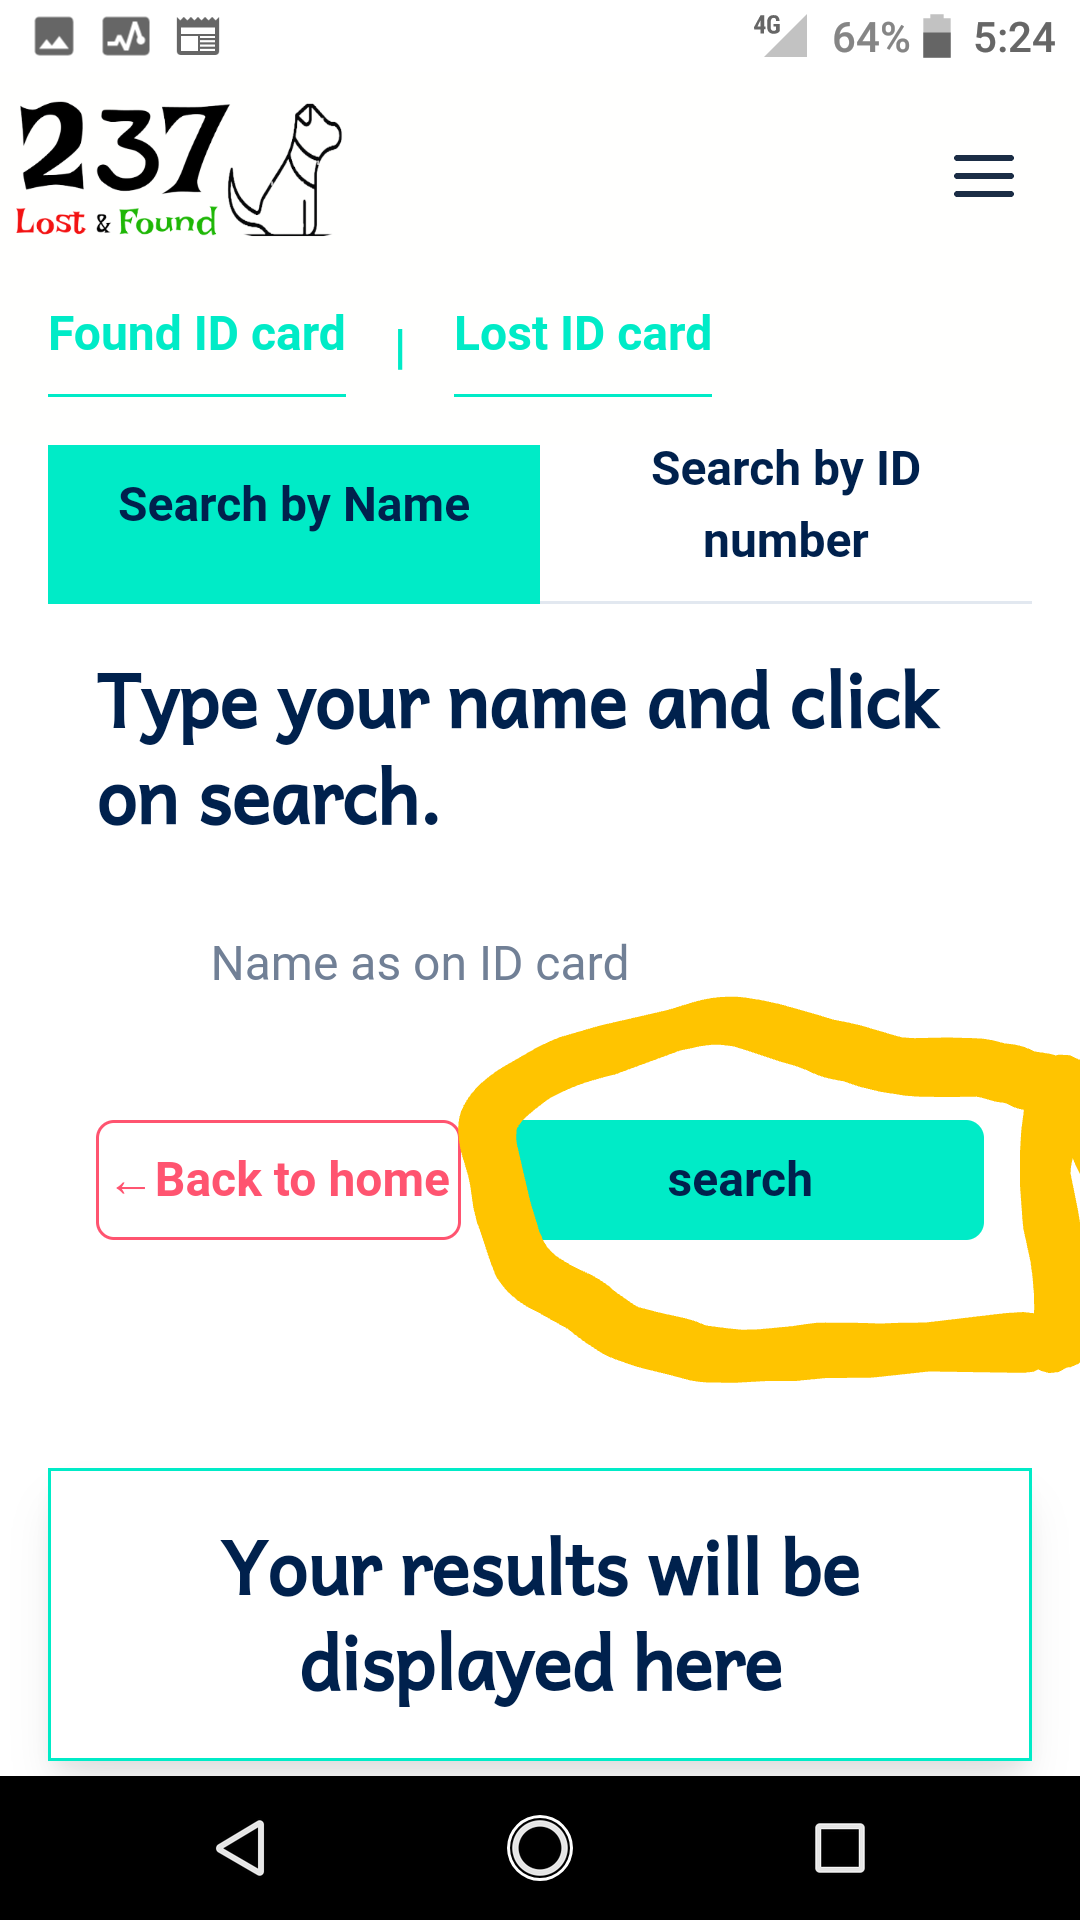 4G 64% 5:24
237
Lost & Found
Found ID card | Lost ID card
Search by Name
Search by ID
number
Type your name and click
on search.
Name as on ID card
←Back to home
search
Your results will be
displayed here